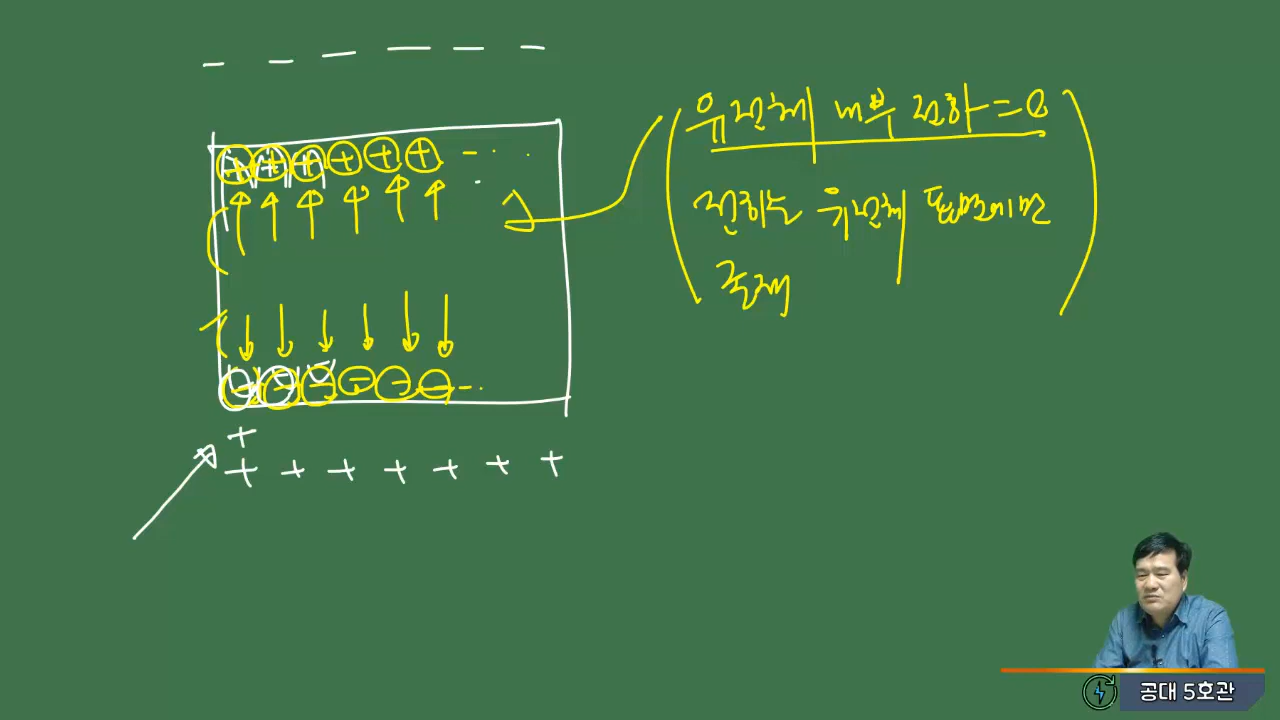 − − − − − −
유전체 내부 전하 = 0
전하는 유전체 표면에만
존재
+ + + + + + − · ·
− − − − − − − ·
+
+ + + + + + +
공대 5호관